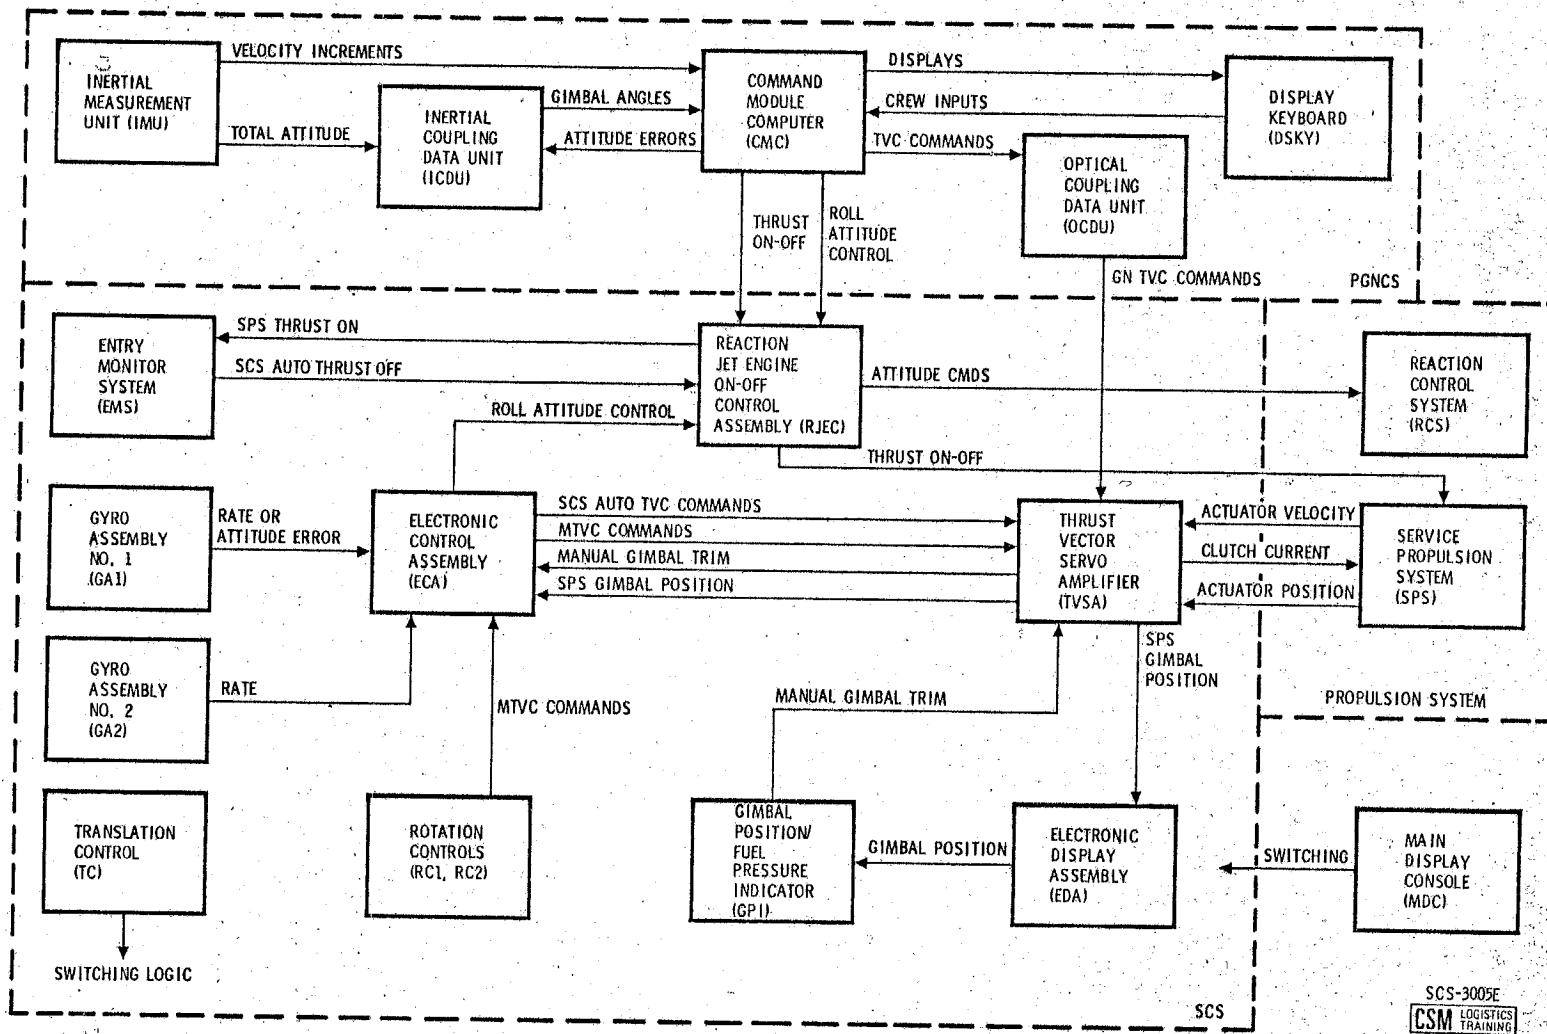 VELOCITY INCREMENTS
INERTIAL
MEASUREMENT
UNIT (IMU)
TOTAL ATTITUDE
INERTIAL
COUPLING
DATA UNIT
(ICDU)
GIMBAL ANGLES
ATTITUDE ERRORS
COMMAND
MODULE
COMPUTER
(CMC)
DISPLAYS
CREW INPUTS
TVC COMMANDS
DISPLAY
KEYBOARD
(DSKY)
OPTICAL
COUPLING
DATA UNIT
(OCDU)
THRUST
ON-OFF
ROLL
ATTITUDE
CONTROL
GN TVC COMMANDS
PGNCS
ENTRY
MONITOR
SYSTEM
(EMS)
SPS THRUST ON
SCS AUTO THRUST OFF
ROLL ATTITUDE CONTROL
REACTION
JET ENGINE
ON-OFF
CONTROL
ASSEMBLY (RJEC)
ATTITUDE CMDS
THRUST ON-OFF
REACTION
CONTROL
SYSTEM
(RCS)
GYRO
ASSEMBLY
NO. 1
(GA1)
RATE OR
ATTITUDE ERROR
ELECTRONIC
CONTROL
ASSEMBLY
(ECA)
SCS AUTO TVC COMMANDS
MTVC COMMANDS
MANUAL GIMBAL TRIM
SPS GIMBAL POSITION
THRUST
VECTOR
SERVO
AMPLIFIER
(TVSA)
ACTUATOR VELOCITY
CLUTCH CURRENT
ACTUATOR POSITION
SERVICE
PROPULSION
SYSTEM
(SPS)
GYRO
ASSEMBLY
NO. 2
(GA2)
RATE
MTVC COMMANDS
MANUAL GIMBAL TRIM
SPS
GIMBAL
POSITION
PROPULSION SYSTEM
TRANSLATION
CONTROL
(TC)
SWITCHING LOGIC
ROTATION
CONTROLS
(RC1, RC2)
GIMBAL
POSITION/
FUEL
PRESSURE
INDICATOR
(GPI)
GIMBAL POSITION
ELECTRONIC
DISPLAY
ASSEMBLY
(EDA)
SWITCHING
MAIN
DISPLAY
CONSOLE
(MDC)
SCS
SCS-3005E
CSM LOGISTICS
TRAINING